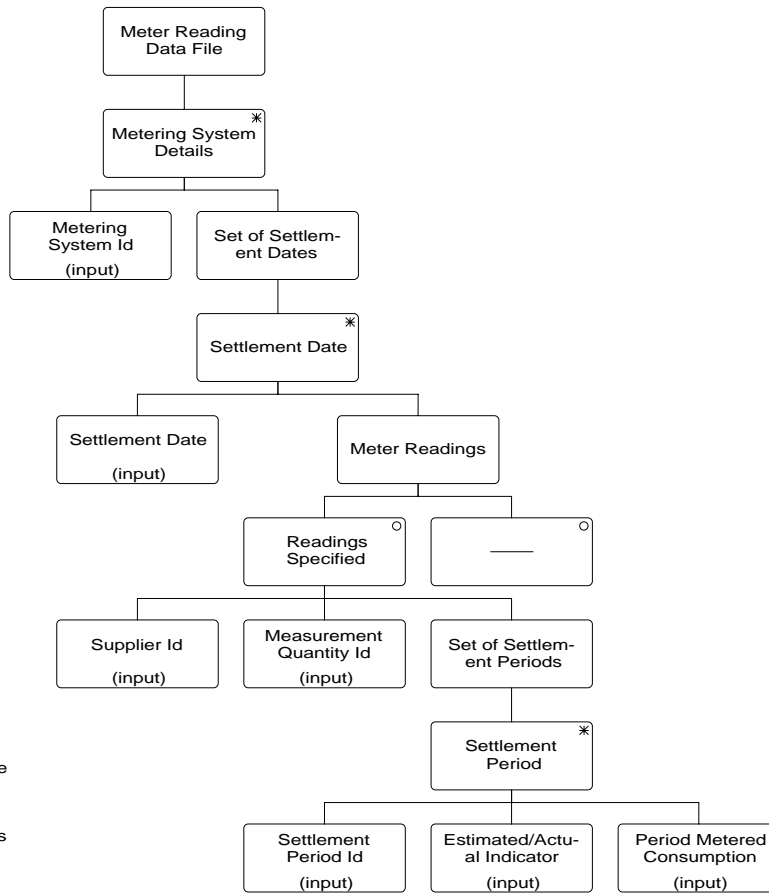 Meter Reading
Data File
Metering System
Details
Metering
System Id
(input)
Set of Settlem-
ent Dates
Settlement Date
Settlement Date
(input)
Meter Readings
Readings
Specified
Supplier Id
(input)
Measurement
Quantity Id
(input)
Set of Settlem-
ent Periods
Settlement
Period
e
s
Settlement
Period Id
(input)
Estimated/Actu-
al Indicator
(input)
Period Metered
Consumption
(input)